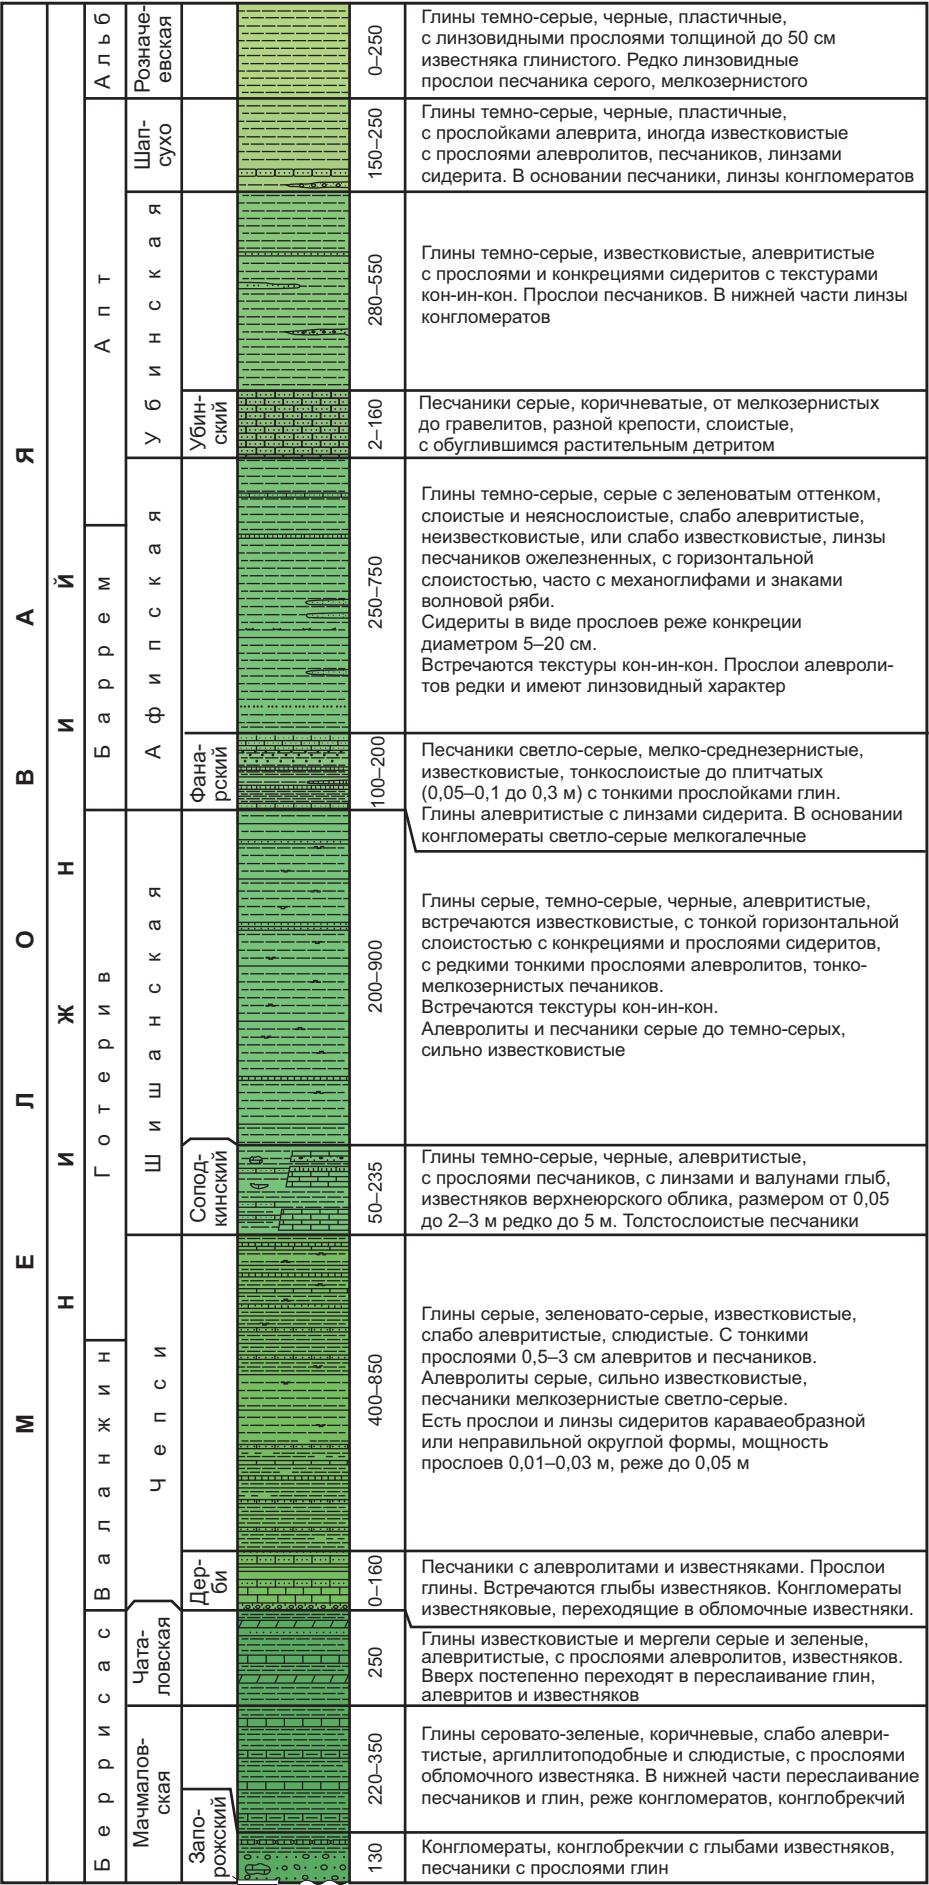 МЕЛОВАЯ
НИЖНИЙ
Альб
Розначе-
евская
0–250
Глины темно-серые, черные, пластичные,
с линзовидными прослоями толщиной до 50 см
известняка глинистого. Редко линзовидные
прослои песчаника серого, мелкозернистого
Апт
Шап-
сухо
150–250
Глины темно-серые, черные, пластичные,
с прослойками алеврита, иногда известковистые
с прослоями алевролитов, песчаников, линзами
сидерита. В основании песчаники, линзы конгломератов
Убинская
280–550
Глины темно-серые, известковистые, алевритистые
с прослоями и конкрециями сидеритов с текстурами
кон-ин-кон. Прослои песчаников. В нижней части линзы
конгломератов
Убин-
ский
2–160
Песчаники серые, коричневатые, от мелкозернистых
до гравелитов, разной крепости, слоистые,
с обуглившимся растительным детритом
Баррем
Афипская
250–750
Глины темно-серые, серые с зеленоватым оттенком,
слоистые и неяснослоистые, слабо алевритистые,
неизвестковистые, или слабо известковистые, линзы
песчаников ожелезненных, с горизонтальной
слоистостью, часто с механоглифами и знаками
волновой ряби.
Сидериты в виде прослоев реже конкреции
диаметром 5–20 см.
Встречаются текстуры кон-ин-кон. Прослои алевроли-
тов редки и имеют линзовидный характер
Фана-
рский
100–200
Песчаники светло-серые, мелко-среднезернистые,
известковистые, тонкослоистые до плитчатых
(0,05–0,1 до 0,3 м) с тонкими прослойками глин.
Глины алевритистые с линзами сидерита. В основании
конгломераты светло-серые мелкогалечные
Готерив
Шишанская
200–900
Глины серые, темно-серые, черные, алевритистые,
встречаются известковистые, с тонкой горизонтальной
слоистостью с конкрециями и прослоями сидеритов,
с редкими тонкими прослоями алевролитов, тонко-
мелкозернистых печаников.
Встречаются текстуры кон-ин-кон.
Алевролиты и песчаники серые до темно-серых,
сильно известковистые
Солод-
кинский
50–235
Глины темно-серые, черные, алевритистые,
с прослоями песчаников, с линзами и валунами глыб,
известняков верхнеюрского облика, размером от 0,05
до 2–3 м редко до 5 м. Толстослоистые песчаники
Валанжин
Чепси
400–850
Глины серые, зеленовато-серые, известковистые,
слабо алевритистые, слюдистые. С тонкими
прослоями 0,5–3 см алевритов и песчаников.
Алевролиты серые, сильно известковистые,
песчаники мелкозернистые светло-серые.
Есть прослои и линзы сидеритов караваеобразной
или неправильной округлой формы, мощность
прослоев 0,01–0,03 м, реже до 0,05 м
Дер-
би
0–160
Песчаники с алевролитами и известняками. Прослои
глины. Встречаются глыбы известняков. Конгломераты
известняковые, переходящие в обломочные известняки.
Берриас
Чата-
ловская
250
Глины известковистые и мергели серые и зеленые,
алевритистые, с прослоями алевролитов, известняков.
Вверх постепенно переходят в переслаивание глин,
алевритов и известняков
Мачмалов-
ская
220–350
Глины серовато-зеленые, коричневые, слабо алеври-
тистые, аргиллитоподобные и слюдистые, с прослоями
обломочного известняка. В нижней части переслаивание
песчаников и глин, реже конгломератов, конглобрекчий
Запо-
рожский
130
Конгломераты, конглобрекчии с глыбами известняков,
песчаники с прослоями глин